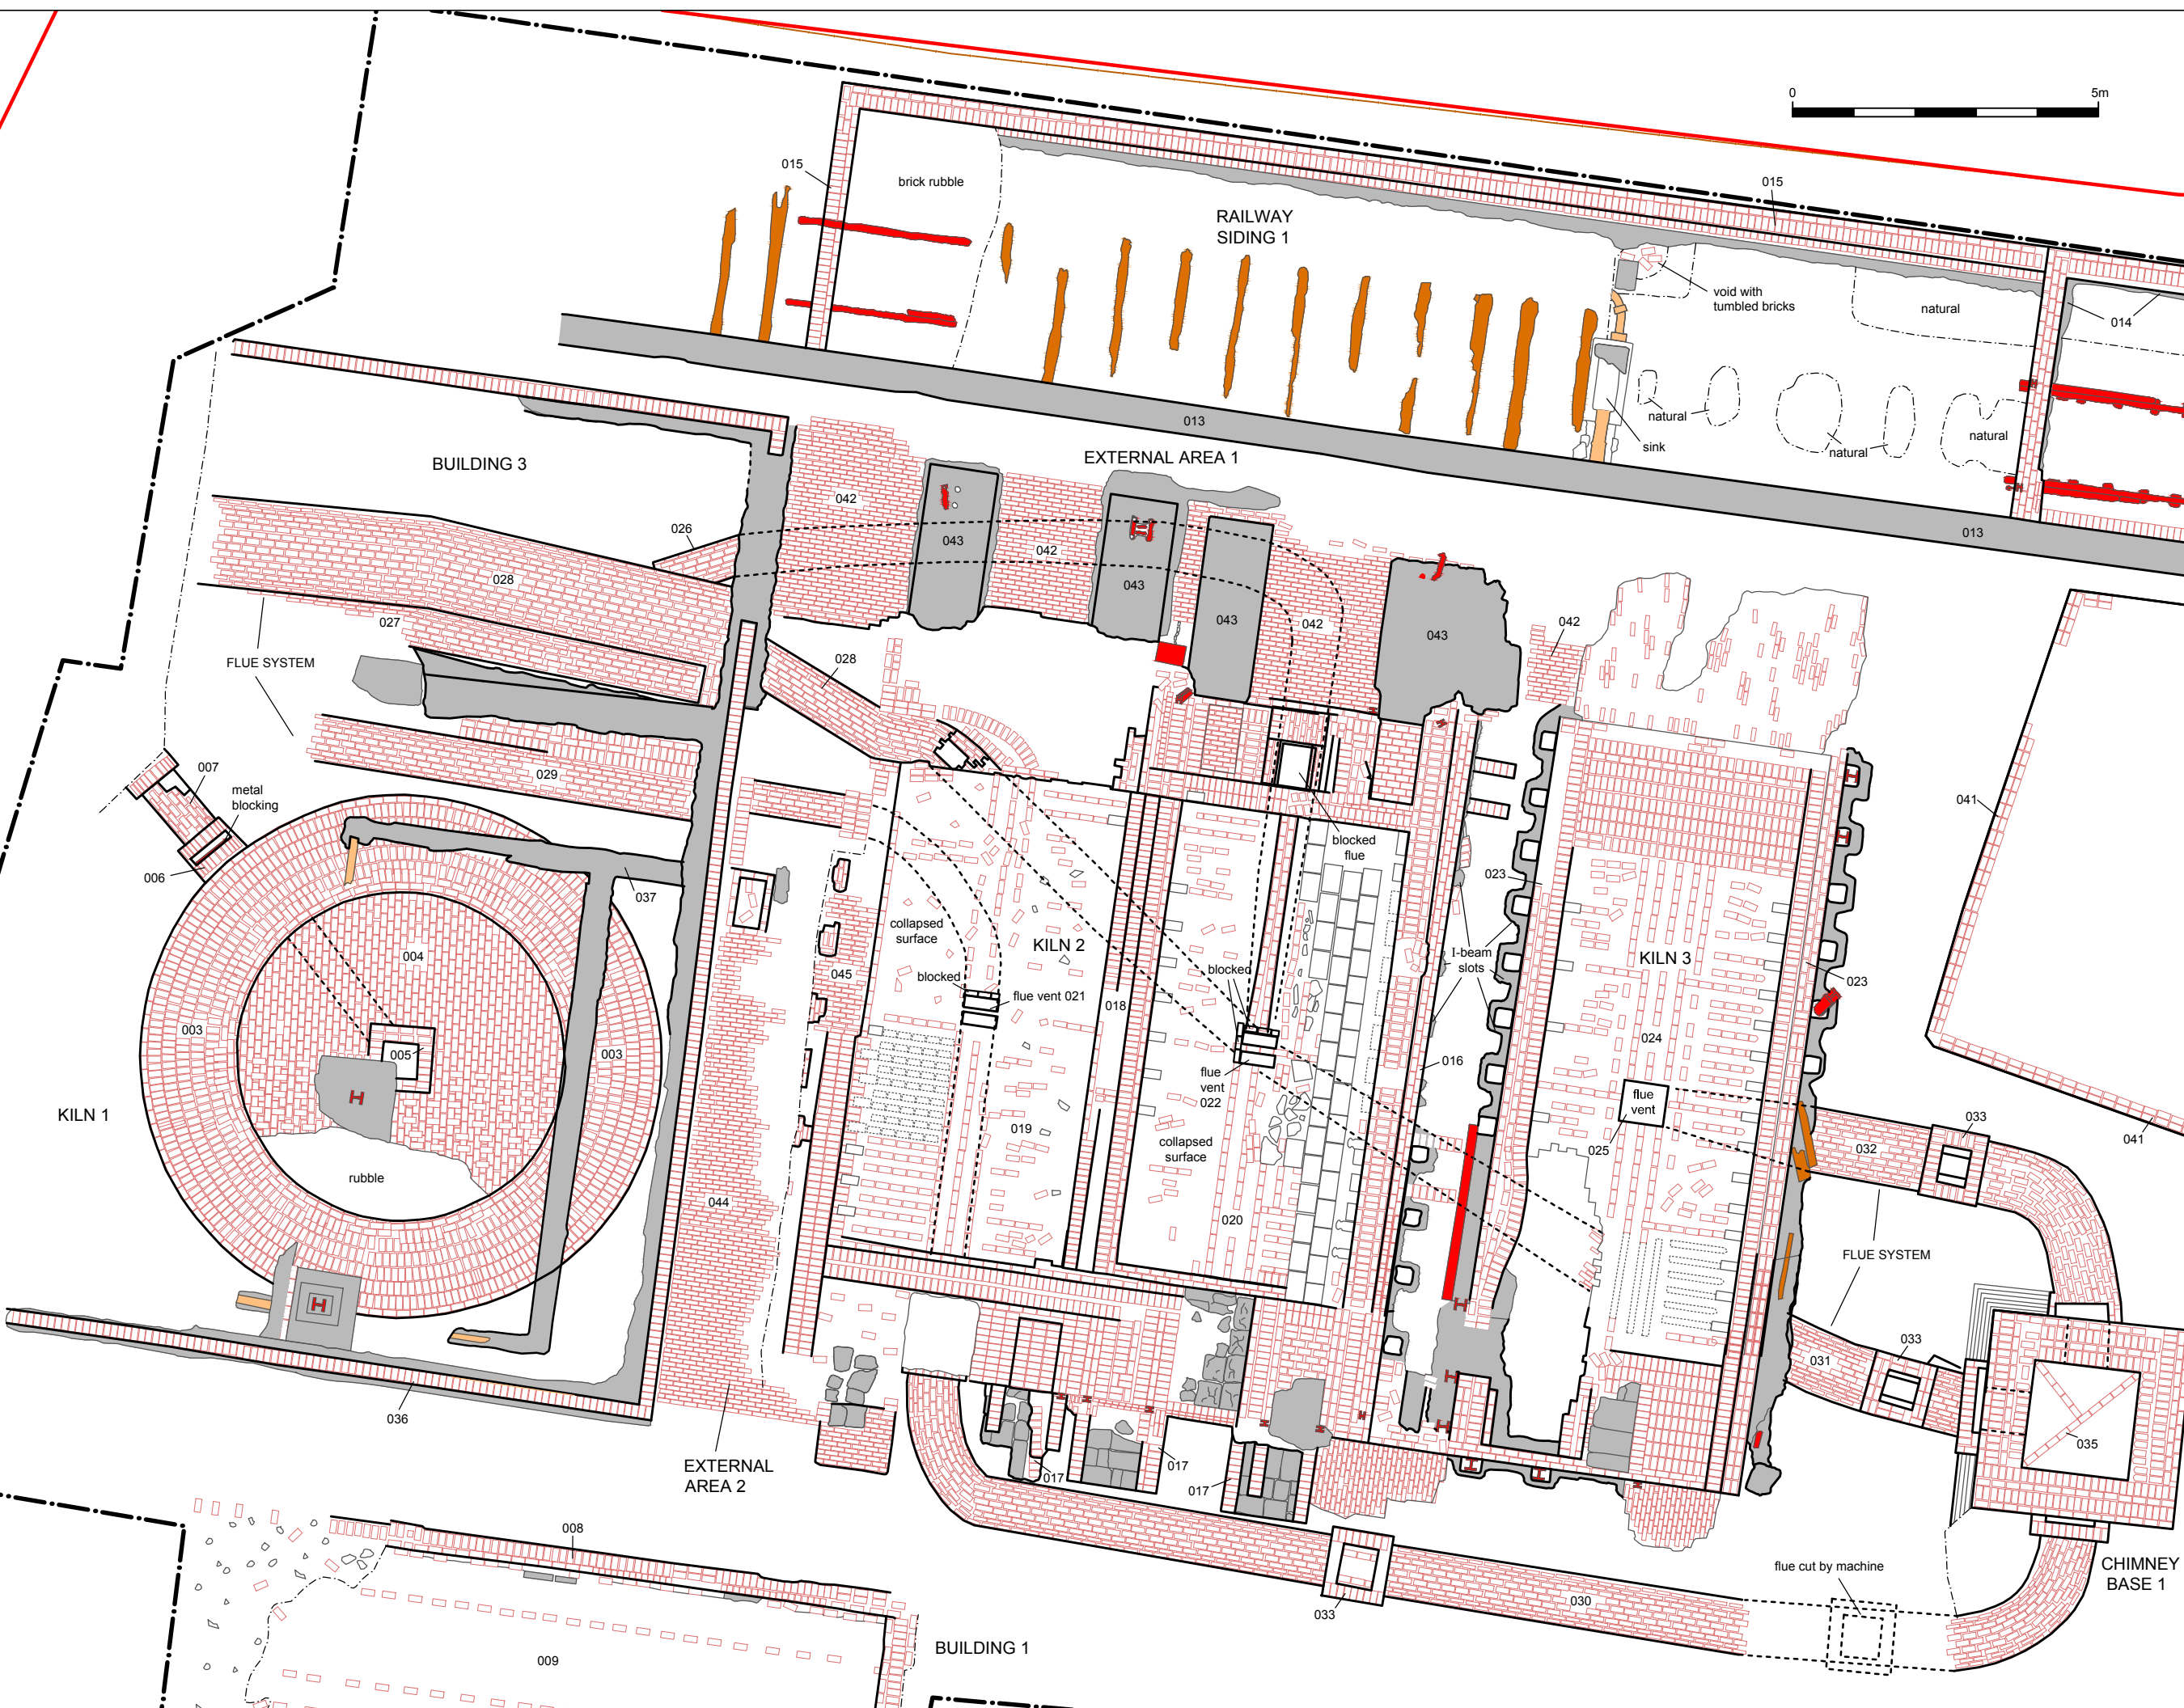 0
5m
015
brick rubble
RAILWAY
SIDING 1
015
void with
tumbled bricks
natural
014
natural
sink
natural
natural
013
013
BUILDING 3
EXTERNAL AREA 1
042
043
042
043
043
042
043
042
026
028
027
FLUE SYSTEM
028
029
007
metal
blocking
006
037
004
003
003
005
KILN 1
rubble
036
044
EXTERNAL
AREA 2
045
collapsed
surface
KILN 2
blocked
flue vent 021
018
019
blocked
flue
blocked
flue
vent
022
collapsed
surface
020
016
I-beam
slots
023
KILN 3
023
024
flue
vent
025
041
041
032
033
FLUE SYSTEM
031
033
035
017
017
017
033
030
flue cut by machine
CHIMNEY
BASE 1
008
009
BUILDING 1